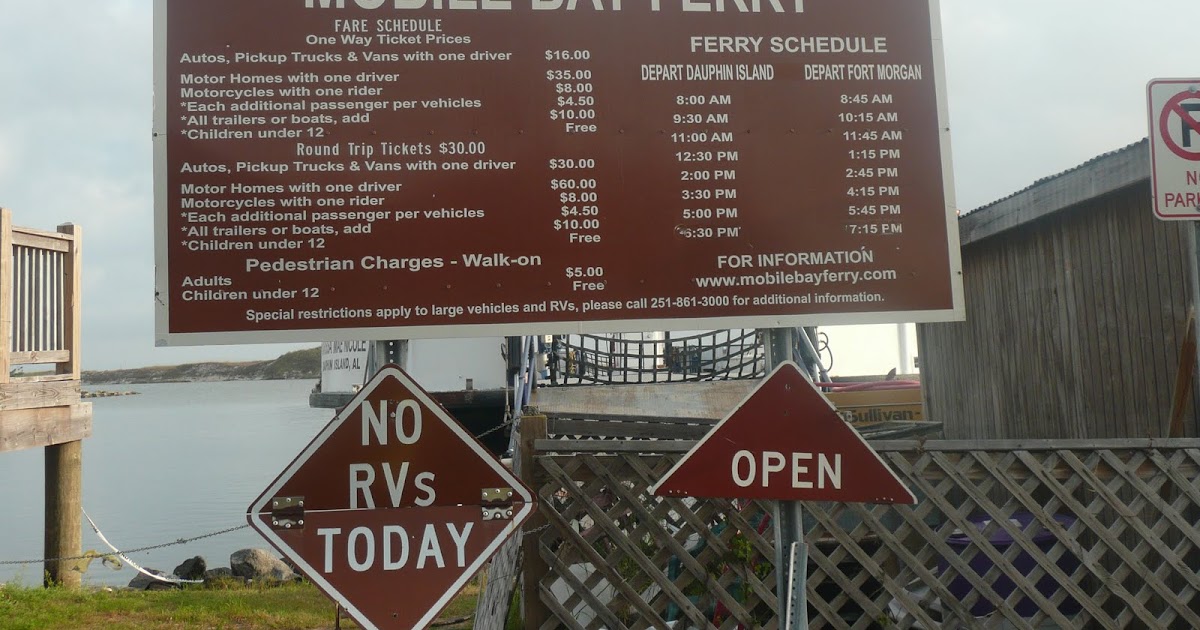 MOBILE BAY FERRY
FARE SCHEDULE
One Way Ticket Prices
Autos, Pickup Trucks & Vans with one driver $16.00
Motor Homes with one driver $35.00
Motorcycles with one rider $8.00
*Each additional passenger per vehicles $4.50
*All trailers or boats, add $10.00
*Children under 12 Free
Round Trip Tickets $30.00
Autos, Pickup Trucks & Vans with one driver $30.00
Motor Homes with one driver $60.00
Motorcycles with one rider $8.00
*Each additional passenger per vehicles $4.50
*All trailers or boats, add $10.00
*Children under 12 Free
Pedestrian Charges - Walk-on
Adults $5.00
Children under 12 Free
FERRY SCHEDULE
DEPART DAUPHIN ISLAND DEPART FORT MORGAN
8:00 AM 8:45 AM
9:30 AM 10:15 AM
11:00 AM 11:45 AM
12:30 PM 1:15 PM
2:00 PM 2:45 PM
3:30 PM 4:15 PM
5:00 PM 5:45 PM
6:30 PM 7:15 PM
FOR INFORMATION
www.mobilebayferry.com
Special restrictions apply to large vehicles and RVs, please call 251-861-3000 for additional information.
MAE NICOLE
ISLAND, AL
NO
RVs
TODAY
OPEN
Sullivan
P
NO
PARK